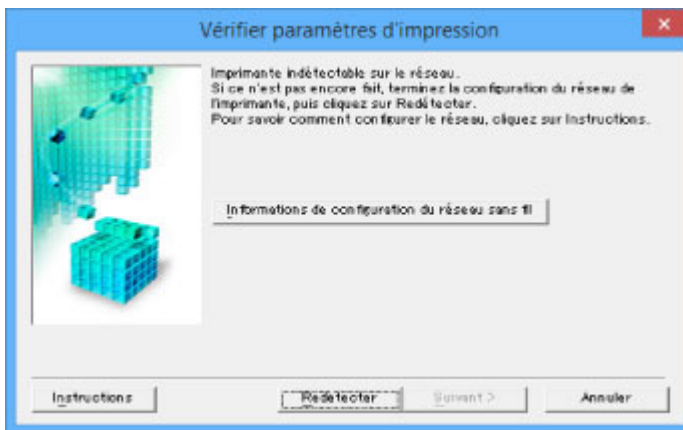 Vérifier paramètres d'impression
Imprimante indétectable sur le réseau.
Si ce n'est pas encore fait, terminez la configuration du réseau de
l'imprimante, puis cliquez sur Redétecter.
Pour savoir comment configurer le réseau, cliquez sur Instructions.
Informations de configuration du réseau sans fil
Instructions
Redétecter
Suivant >
Annuler